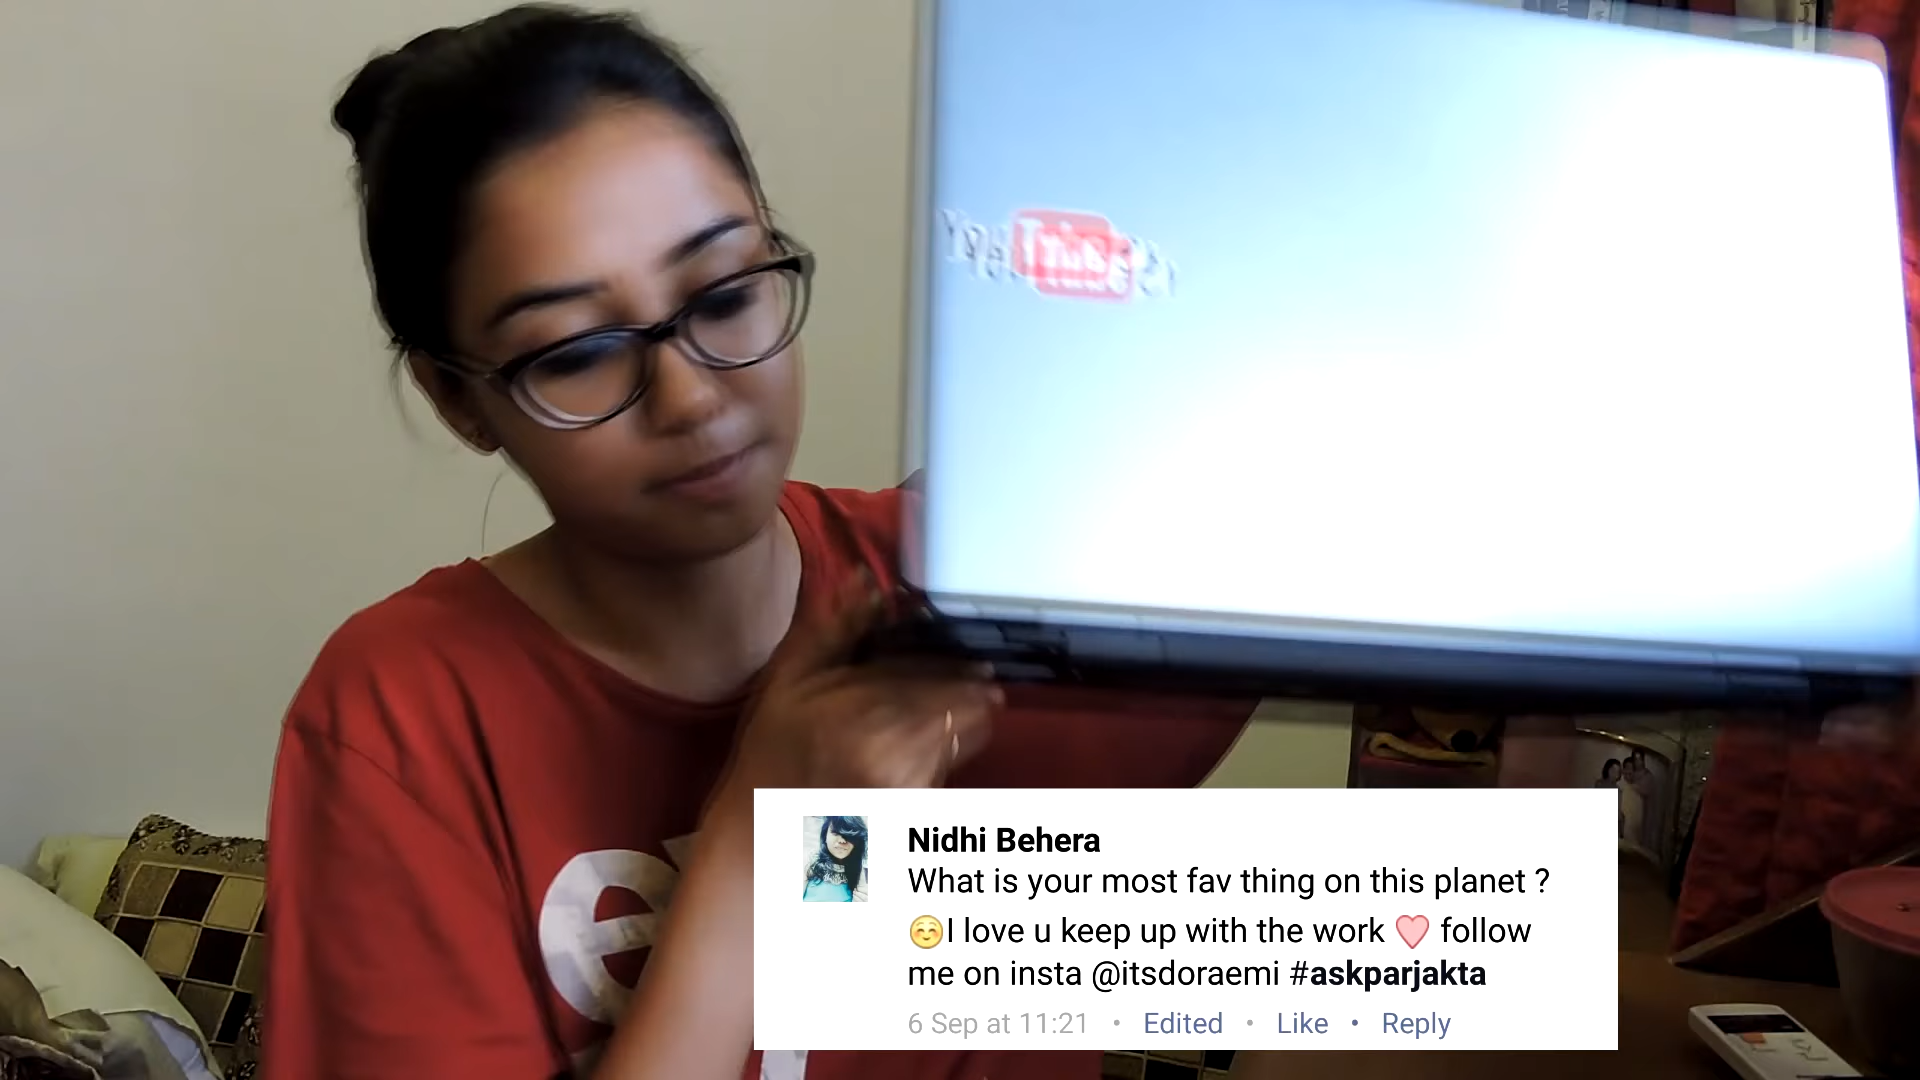 YouTube
Nidhi Behera
What is your most fav thing on this planet ?
☺️I love u keep up with the work ❤️ follow
me on insta @itsdoraemi #askparjakta
6 Sep at 11:21 • Edited • Like • Reply